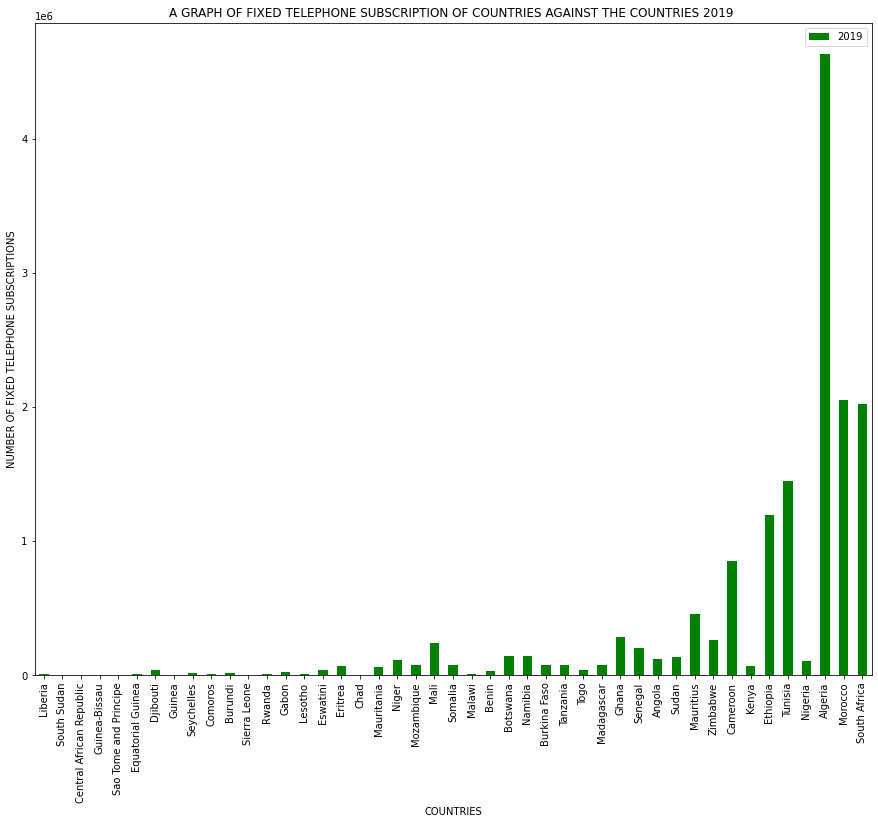 A GRAPH OF FIXED TELEPHONE SUBSCRIPTION OF COUNTRIES AGAINST THE COUNTRIES 2019
1e6
2019
4
3
2
1
0
NUMBER OF FIXED TELEPHONE SUBSCRIPTIONS
Liberia
South Sudan
Central African Republic
Guinea-Bissau
Sao Tome and Principe
Equatorial Guinea
Djibouti
Guinea
Seychelles
Comoros
Burundi
Sierra Leone
Rwanda
Gabon
Lesotho
Eswatini
Eritrea
Chad
Mauritania
Niger
Mozambique
Mali
Somalia
Malawi
Benin
Botswana
Namibia
Burkina Faso
Tanzania
Togo
Madagascar
Ghana
Senegal
Angola
Sudan
Mauritius
Zimbabwe
Cameroon
Kenya
Ethiopia
Tunisia
Nigeria
Algeria
Morocco
South Africa
COUNTRIES